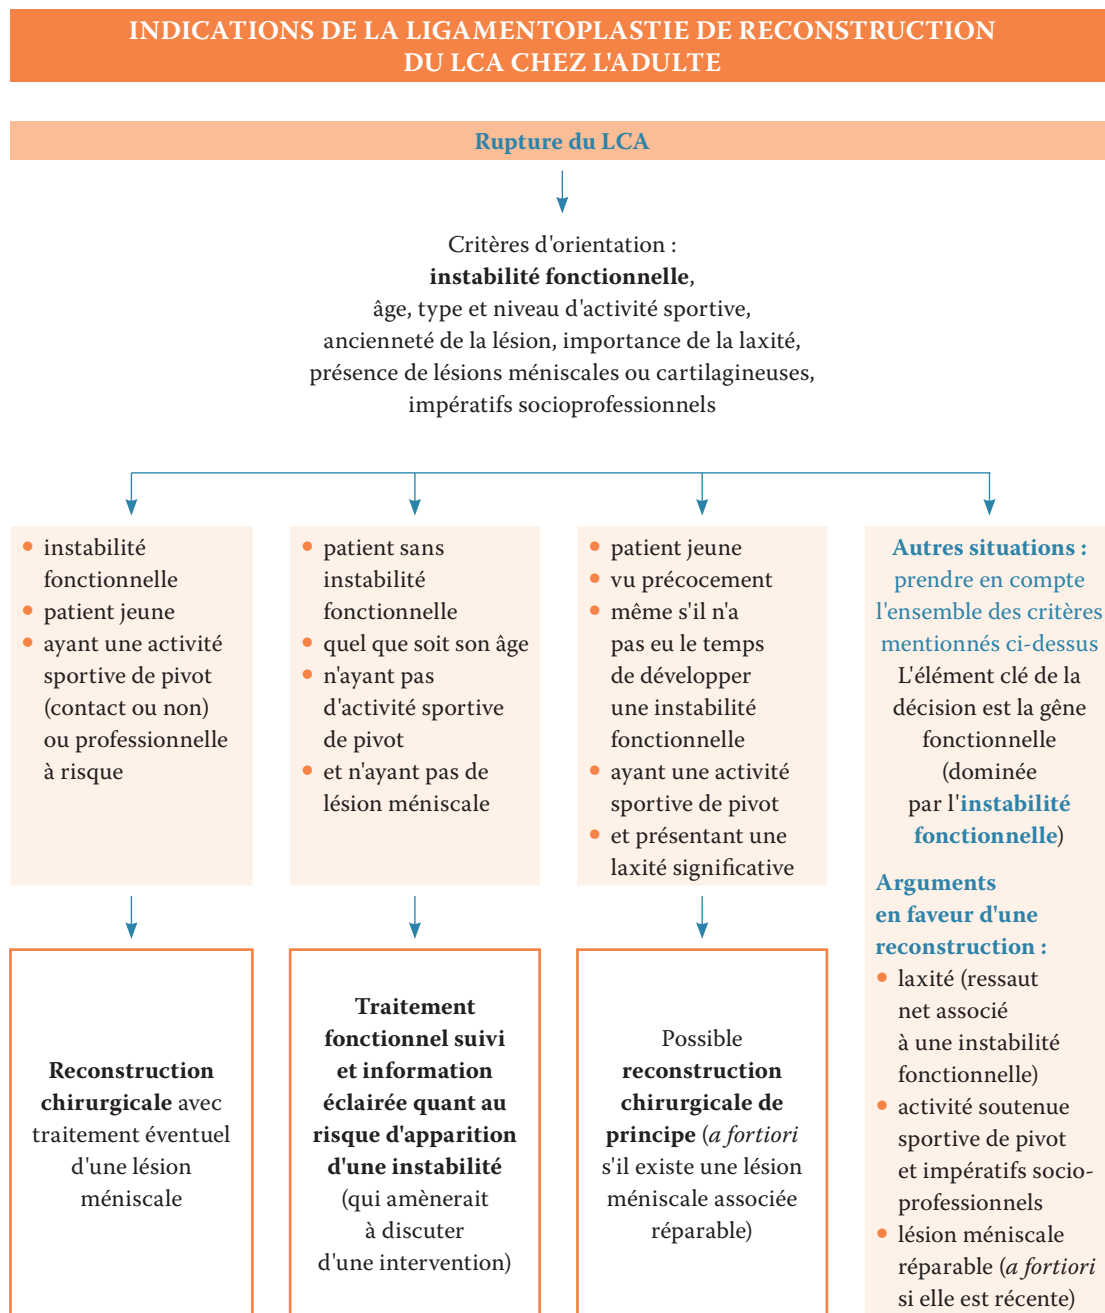 INDICATIONS DE LA LIGAMENTOPLASTIE DE RECONSTRUCTION
DU LCA CHEZ L'ADULTE
Rupture du LCA
Critères d'orientation :
instabilité fonctionnelle,
âge, type et niveau d'activité sportive,
ancienneté de la lésion, importance de la laxité,
présence de lésions méniscales ou cartilagineuses,
impératifs socioprofessionnels
• instabilité
fonctionnelle
• patient jeune
• ayant une activité
sportive de pivot
(contact ou non)
ou professionnelle
à risque
Reconstruction
chirurgicale avec
traitement éventuel
d'une lésion
méniscale
• patient sans
instabilité
fonctionnelle
• quel que soit son âge
• n'ayant pas
d'activité sportive
de pivot
• et n'ayant pas de
lésion méniscale
Traitement
fonctionnel suivi
et information
éclairée quant au
risque d'apparition
d'une instabilité
(qui amènerait
à discuter
d'une intervention)
• patient jeune
• vu précocement
• même s'il n'a
pas eu le temps
de développer
une instabilité
fonctionnelle
• ayant une activité
sportive de pivot
• et présentant une
laxité significative
Possible
reconstruction
chirurgicale de
principe (a fortiori
s'il existe une lésion
méniscale associée
réparable)
Autres situations :
prendre en compte
l'ensemble des critères
mentionnés ci-dessus
L'élément clé de la
décision est la gêne
fonctionnelle
(dominée
par l'instabilité
fonctionnelle)
Arguments
en faveur d'une
reconstruction :
• laxité (ressaut
net associé
à une instabilité
fonctionnelle)
• activité soutenue
sportive de pivot
et impératifs socio-
professionnels
• lésion méniscale
réparable (a fortiori
si elle est récente)